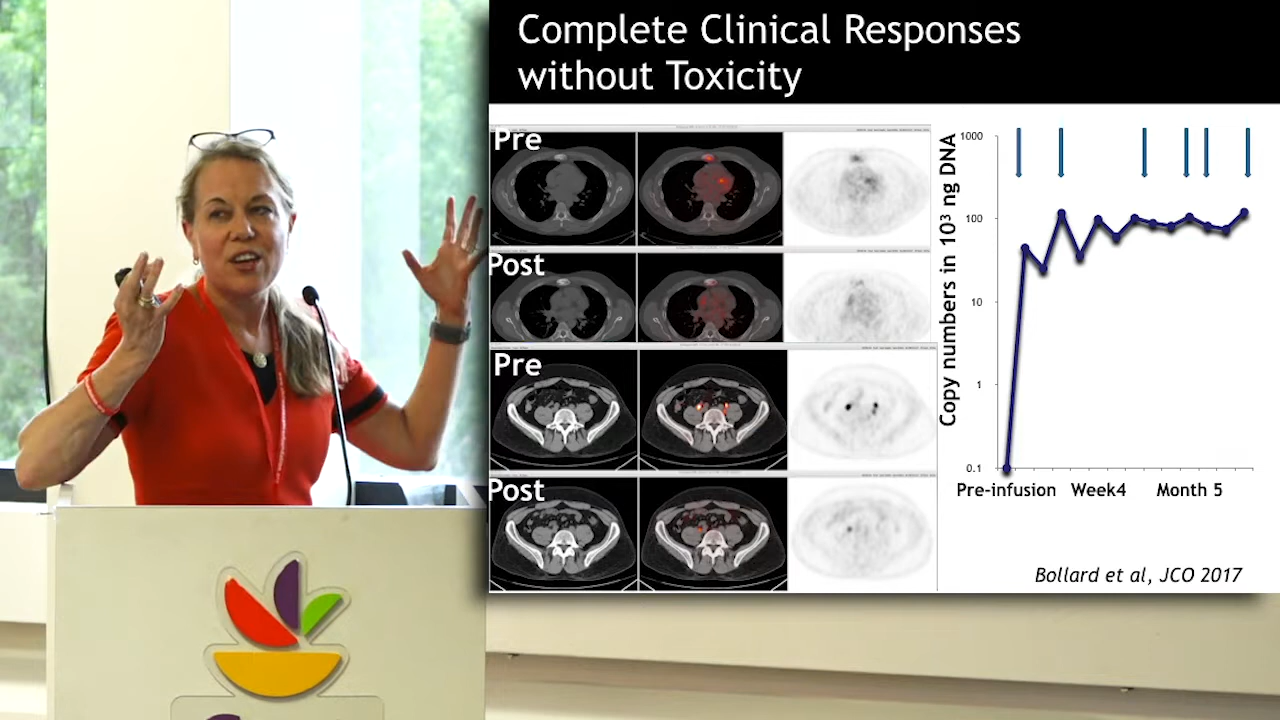 Complete Clinical Responses
without Toxicity
Pre
Post
Pre
Post
Copy numbers in 10³ ng DNA
1000
100
10
1
0.1
Pre-infusion
Week4
Month 5
Bollard et al, JCO 2017